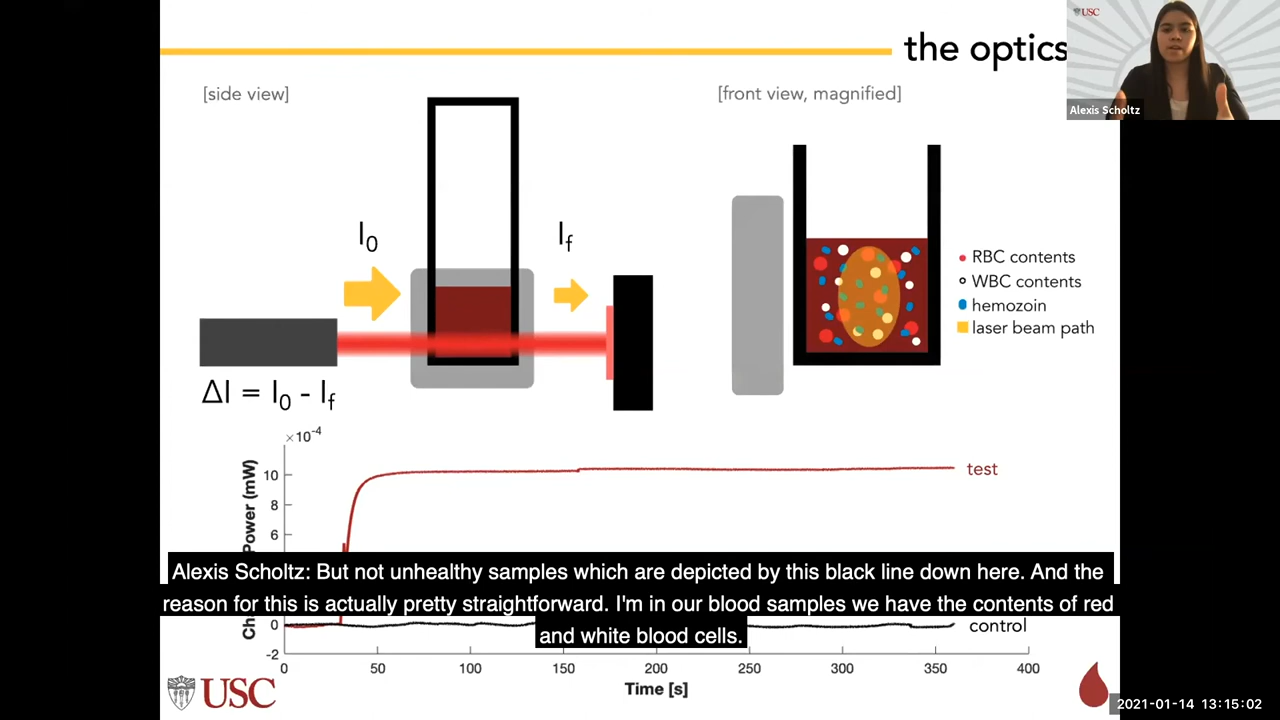 the optics
USC
Alexis Scholtz
[side view]
[front view, magnified]
I0
If
RBC contents
WBC contents
hemozoin
laser beam path
ΔI = I0 - If
×10-4
10
8
6
0
-2
Power (mW)
test
Alexis Scholtz: But not unhealthy samples which are depicted by this black line down here. And the
reason for this is actually pretty straightforward. I'm in our blood samples we have the contents of red
and white blood cells.
control
0
50
100
150
200
250
300
350
400
Time [s]
USC
2021-01-14 13:15:02